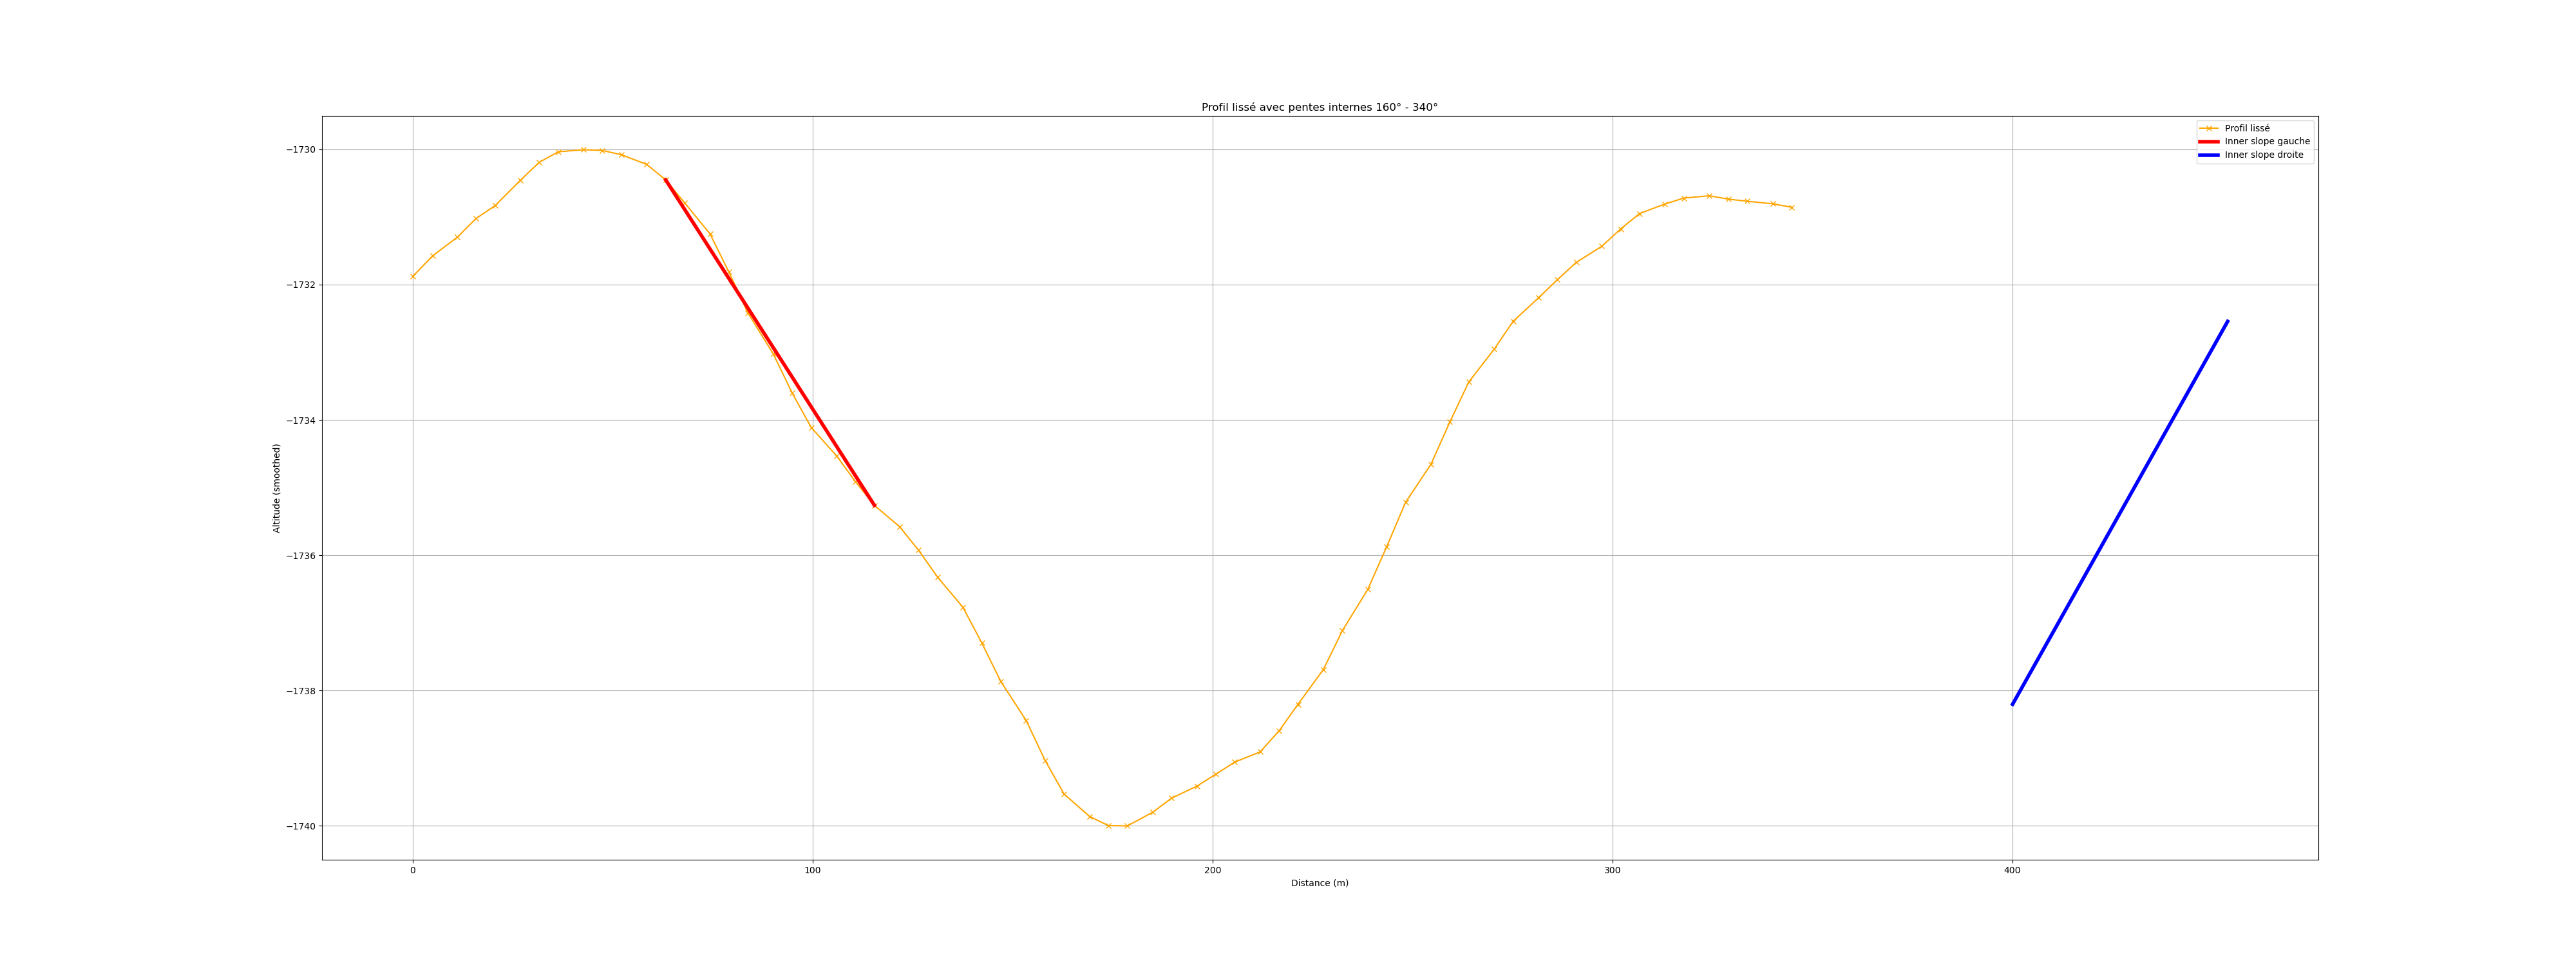 Profil lissé avec pentes internes 160° - 340°
Profil lissé
Inner slope gauche
Inner slope droite
−1730
−1732
−1734
−1736
−1738
−1740
Altitude (smoothed)
0
100
200
300
400
Distance (m)